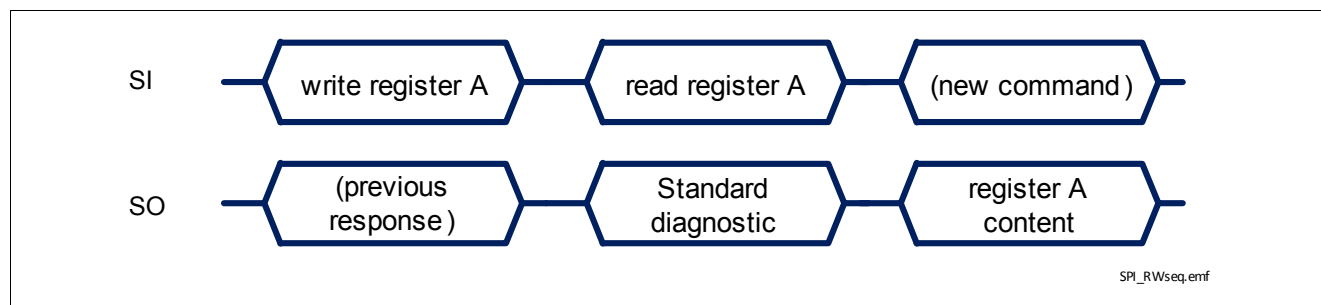 SI
write register A
read register A
(new command)
SO
(previous
response)
Standard
diagnostic
register A
content
SPI_RWseq.emf